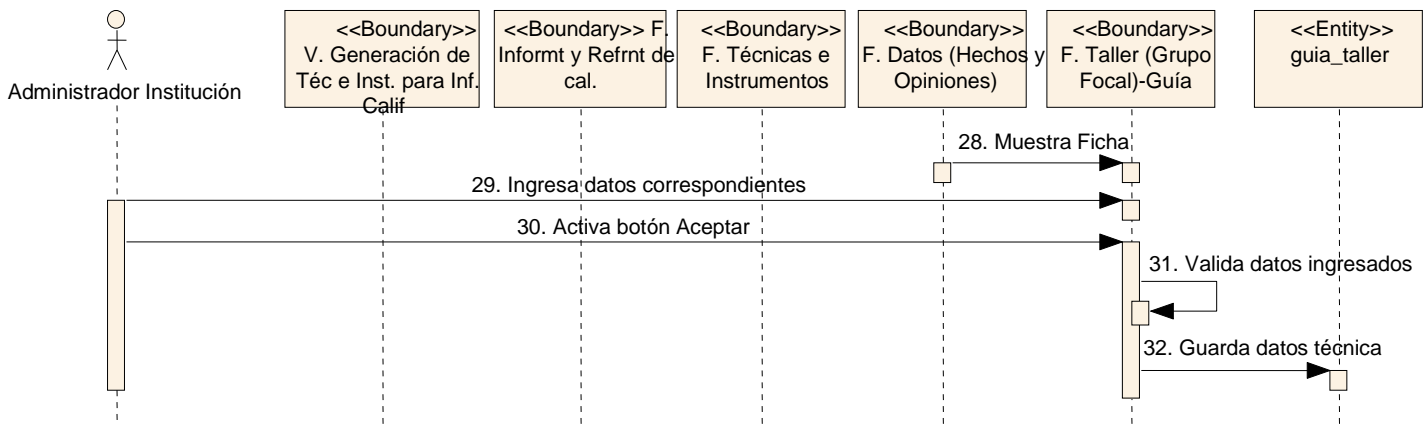 Administrador Institución
<<Boundary>>
V. Generación de
Téc e Inst. para Inf.
Calif
<<Boundary>> F.
Informt y Refrnt de
cal.
<<Boundary>>
F. Técnicas e
Instrumentos
<<Boundary>>
F. Datos (Hechos y
Opiniones)
<<Boundary>>
F. Taller (Grupo
Focal)-Guía
<<Entity>>
guia_taller
28. Muestra Ficha
29. Ingresa datos correspondientes
30. Activa botón Aceptar
31. Valida datos ingresados
32. Guarda datos técnica